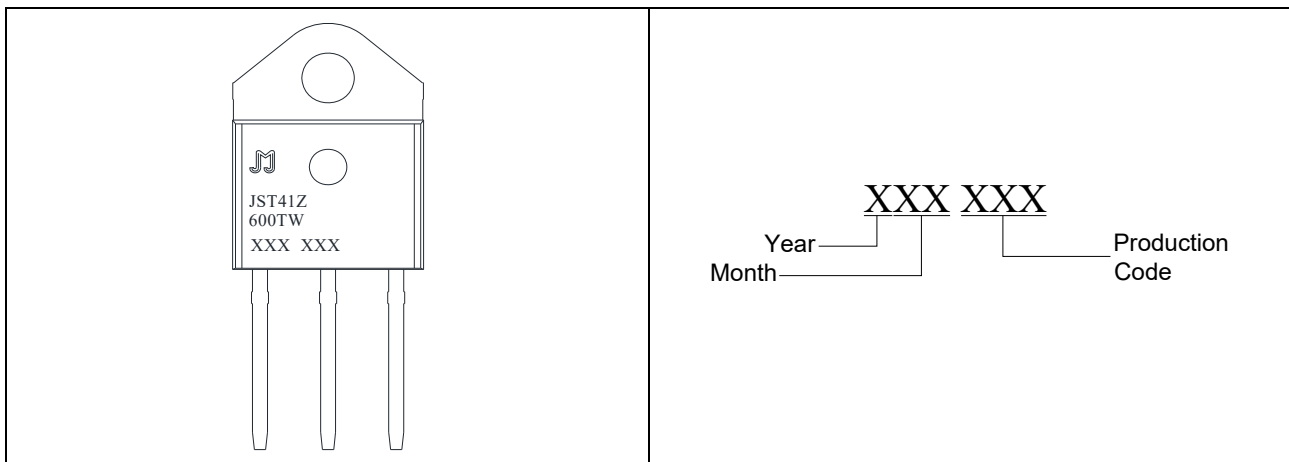 JST41Z
600TW
XXX XXX
XXX XXX
Year
Month
Production
Code